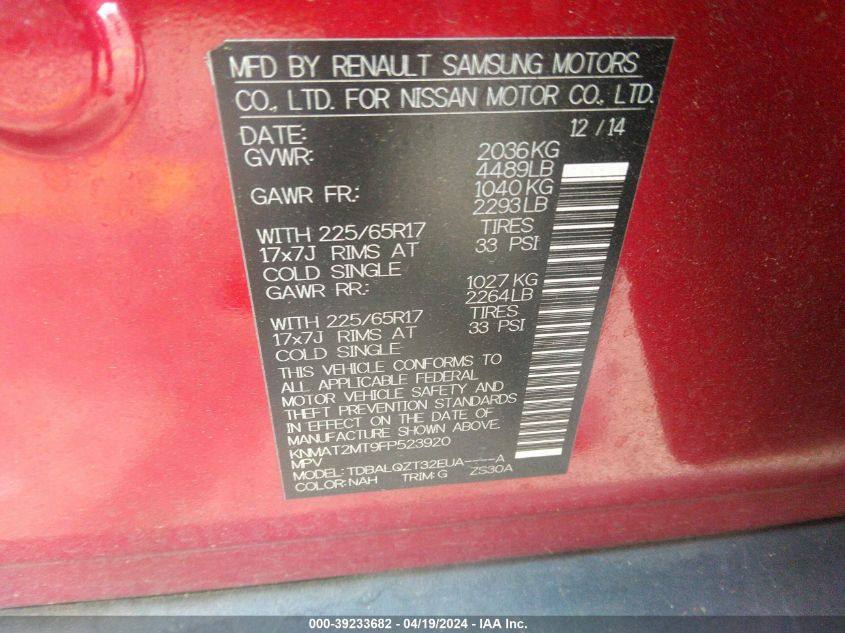 MFD BY RENAULT SAMSUNG MOTORS
CO., LTD. FOR NISSAN MOTOR CO., LTD.
DATE: 12 / 14
GVWR: 2036KG
4489LB
GAWR FR.: 1040KG
2293LB
WITH 225/65R17 TIRES
17x7J RIMS AT 33 PSI
COLD SINGLE
GAWR RR.: 1027KG
2264LB
WITH 225/65R17 TIRES
17x7J RIMS AT 33 PSI
COLD SINGLE
THIS VEHICLE CONFORMS TO
ALL APPLICABLE FEDERAL
MOTOR VEHICLE SAFETY AND
THEFT PREVENTION STANDARDS
IN EFFECT ON THE DATE OF
MANUFACTURE SHOWN ABOVE.
KNMAT2MT9FP523920
MPV
MODEL: TDBALQZT32EUA----A
COLOR: NAH TRIM: G ZS30A
000-39233682 - 04/19/2024 - IAA Inc.